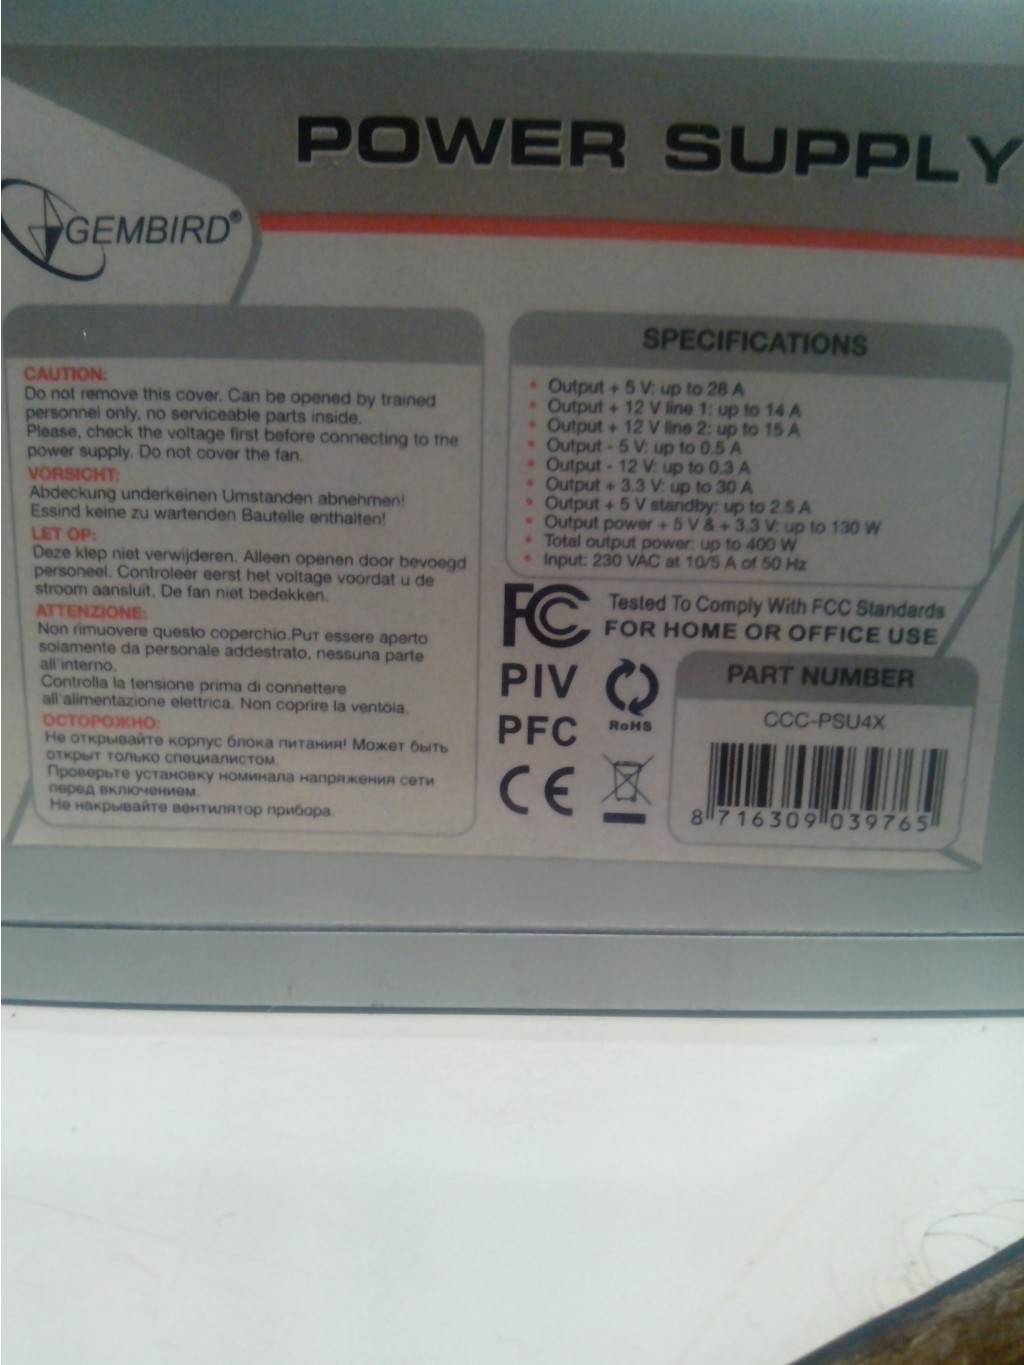 POWER SUPPLY
GEMBIRD®
CAUTION:
Do not remove this cover. Can be opened by trained
personnel only, no serviceable parts inside.
Please, check the voltage first before connecting to the
power supply. Do not cover the fan.
VORSICHT:
Abdeckung underkeinen Umstanden abnehmen!
Essind keine zu wartenden Bautelle enthalten!
LET OP:
Deze klep niet verwijderen. Alleen openen door bevoegd
personeel. Controleer eerst het voltage voordat u de
stroom aansluit. De fan niet bedekken.
ATTENZIONE:
Non rimuovere questo coperchio.Puт essere aperto
solamente da personale addestrato, nessuna parte
all'interno.
Controlla la tensione prima di connettere
all'alimentazione elettrica. Non coprire la ventola.
ОСТОРОЖНО:
Не открывайте корпус блока питания! Может быть
открыт только специалистом.
Проверьте установку номинала напряжения сети
перед включением.
Не накрывайте вентилятор прибора.
SPECIFICATIONS
• Output + 5 V: up to 28 A
• Output + 12 V line 1: up to 14 A
• Output + 12 V line 2: up to 15 A
• Output - 5 V: up to 0.5 A
• Output - 12 V: up to 0.3 A
• Output + 3.3 V: up to 30 A
• Output + 5 V standby: up to 2.5 A
• Output power + 5 V & + 3.3 V: up to 130 W
• Total output power: up to 400 W
• Input: 230 VAC at 10/5 A of 50 Hz
FC Tested To Comply With FCC Standards
FOR HOME OR OFFICE USE
PIV
PFC
CE
RoHS
PART NUMBER
CCC-PSU4X
8 716309 039765